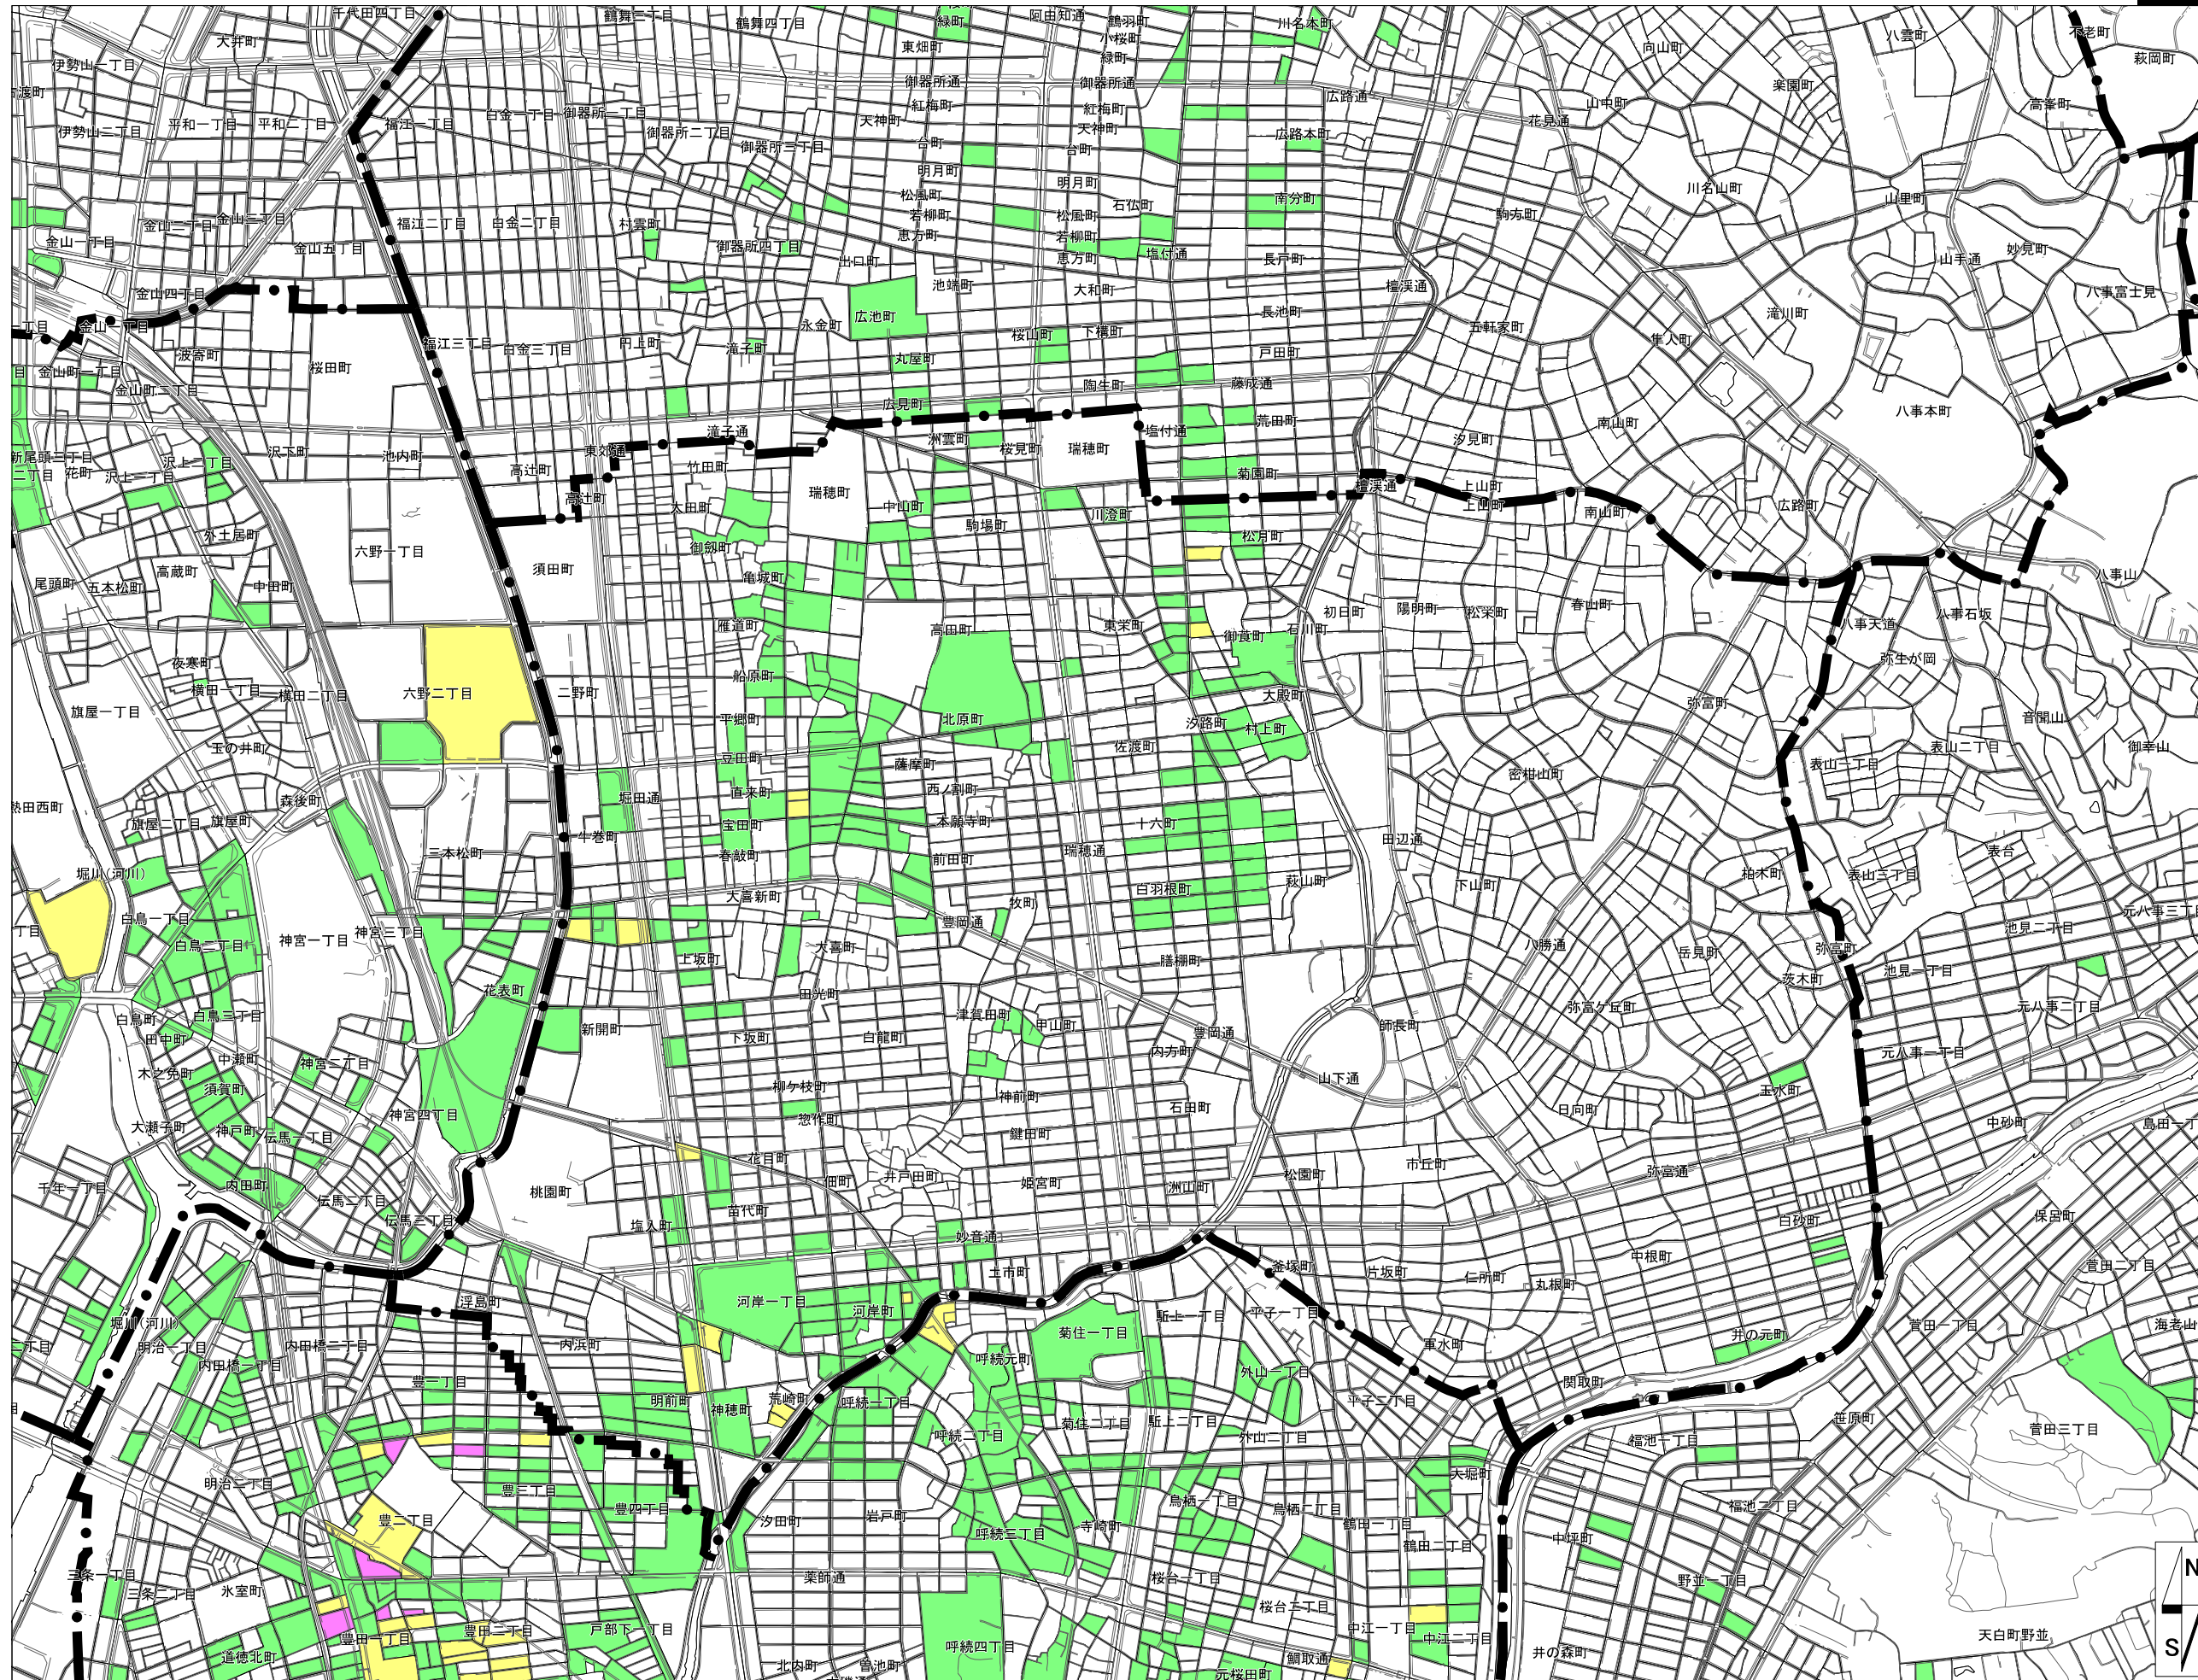 千代田四丁目
鶴舞二丁目
鶴舞四丁目
緑町
阿由知通
鶴羽町
川名本町
不老町
大井町
東畑町
小桜町
緑町
向山町
八雲町
萩岡町
伊勢山一丁目
御器所通
御器所通
広路通
楽園町
高峯町
伊勢山二丁目
平和一丁目
平和二丁目
福江一丁目
白金一丁目
御器所一丁目
御器所二丁目
御器所三丁目
天神町
紅梅町
紅梅町
天神町
広路本町
山中町
花見通
台町
台町
明月町
明月町
松風町
石仏町
南分町
川名山町
山里町
駒方町
金山一丁目
金山二丁目
金山三丁目
金山五丁目
福江二丁目
白金二丁目
村雲町
御器所四丁目
若柳町
恵方町
松風町
若柳町
恵方町
塩付通
長戸町
山手通
妙見町
出口町
池端町
大和町
檀渓通
八事富士見
金山四丁目
金山一丁目
広池町
永金町
桜山町
下構町
長池町
五軒家町
隼人町
滝川町
波寄町
桜田町
福江三丁目
白金三丁目
円上町
滝子町
丸屋町
戸田町
金山町一丁目
金山町二丁目
陶生町
藤成通
広見町
荒田町
南山町
八事本町
滝子通
洲雲町
桜見町
瑞穂町
塩付通
汐見町
新尾頭三丁目
花町
沢上一丁目
沢上二丁目
沢下町
池内町
高辻町
東郊通
竹田町
菊園町
高辻町
太田町
瑞穂町
中山町
駒場町
川澄町
檀渓通
上山町
上山町
南山町
広路町
外土居町
六野一丁目
御劔町
松月町
尾頭町
五本松町
高蔵町
中田町
須田町
亀城町
八事山
雁道町
高田町
東栄町
御莨町
石川町
初日町
陽明町
松栄町
春山町
八事天道
八事石坂
夜寒町
横田一丁目
横田二丁目
六野二丁目
二野町
船原町
大殿町
弥生が岡
旗屋一丁目
平郷町
北原町
汐路町
村上町
弥富町
音聞山
玉の井町
豆田町
薩摩町
佐渡町
密柑山町
表山一丁目
表山二丁目
御幸山
熱田西町
森後町
堀田通
直来町
西ノ割町
旗屋二丁目
旗屋町
牛巻町
宝田町
本願寺町
十六町
田辺通
三本松町
春敲町
前田町
瑞穂通
表台
堀川（河川）
大喜新町
牧町
白羽根町
萩山町
下山町
柏木町
表山三丁目
白鳥一丁目
白鳥二丁目
神宮一丁目
神宮三丁目
豊岡通
池見二丁目
元八事三丁目
上坂町
大喜町
膳棚町
八勝通
岳見町
弥富町
池見一丁目
茨木町
花表町
田光町
白鳥町
白鳥三丁目
田中町
新開町
下坂町
白龍町
津賀田町
甲山町
豊岡通
師長町
弥富ケ丘町
元八事二丁目
中瀬町
神宮二丁目
内方町
元八事一丁目
木之免町
須賀町
柳ケ枝町
神前町
石田町
山下通
日向町
玉水町
中砂町
大瀬子町
神戸町
伝馬一丁目
神宮四丁目
惣作町
鍵田町
島田一丁
千年一丁目
内田町
伝馬二丁目
桃園町
花目町
佃町
井戸田町
姫宮町
洲山町
松園町
市丘町
弥富通
伝馬三丁目
塩入町
苗代町
妙音通
白砂町
保呂町
土市町
釜塚町
片坂町
仁所町
中根町
丸根町
菅田二丁目
浮島町
河岸一丁目
河岸町
堀川（河川）
明治一丁目
内田橋一丁目
内田橋二丁目
内浜町
菊住一丁目
駈上一丁目
平子一丁目
軍水町
井の元町
菅田一丁目
海老山
豊一丁目
明前町
神穂町
荒崎町
呼続元町
呼続一丁目
外山一丁目
平子二丁目
関取町
笹原町
菅田三丁目
呼続二丁目
菊住二丁目
駈上二丁目
外山二丁目
福池一丁目
明治二丁目
豊三丁目
豊四丁目
豊二丁目
汐田町
岩戸町
呼続三丁目
寺崎町
鳥栖一丁目
鳥栖二丁目
大堀町
鶴田一丁目
鶴田二丁目
中坪町
福池二丁目
三条一丁目
三条二丁目
氷室町
薬師通
桜台一丁目
桜台二丁目
野並一丁目
道徳北町
豊田一丁目
豊田二丁目
戸部下一丁目
北内町
曽池町
呼続四丁目
元桜田町
鯛取通
中江一丁目
中江二丁目
井の森町
天白町野並
N
S